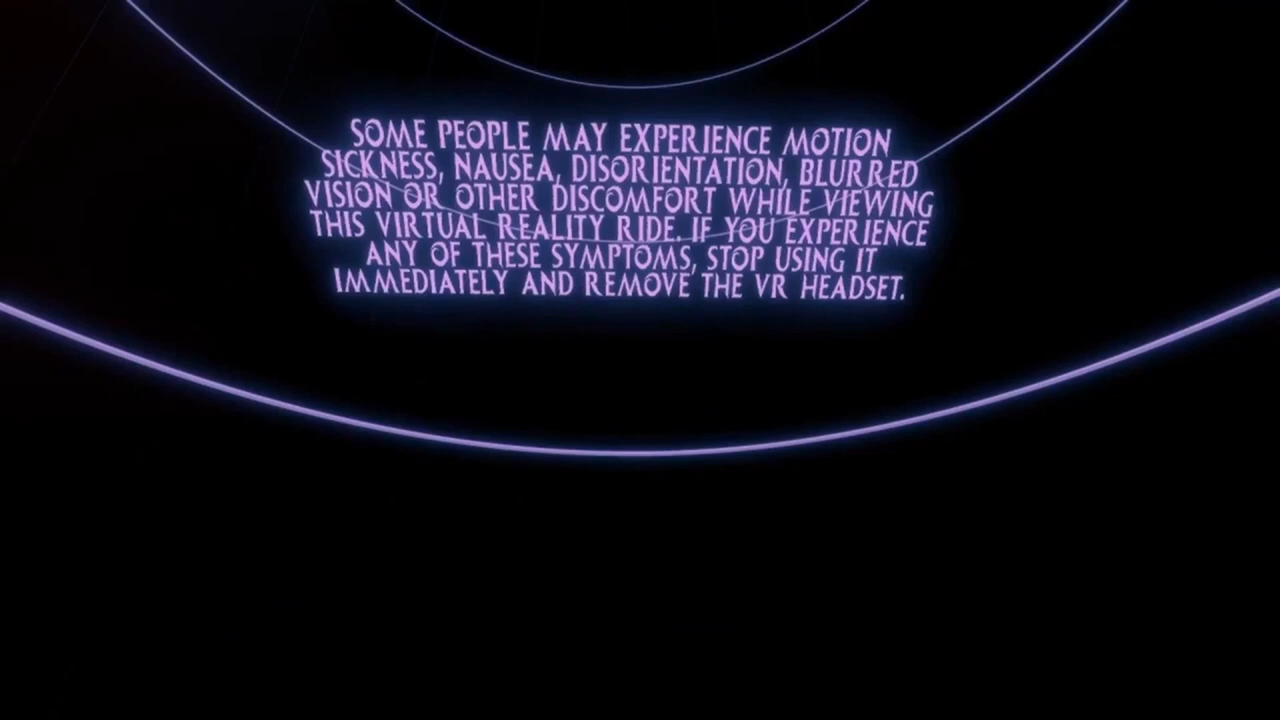 SOME PEOPLE MAY EXPERIENCE MOTION
SICKNESS, NAUSEA, DISORIENTATION, BLURRED
VISION OR OTHER DISCOMFORT WHILE VIEWING
THIS VIRTUAL REALITY RIDE. IF YOU EXPERIENCE
ANY OF THESE SYMPTOMS, STOP USING IT
IMMEDIATELY AND REMOVE THE VR HEADSET.